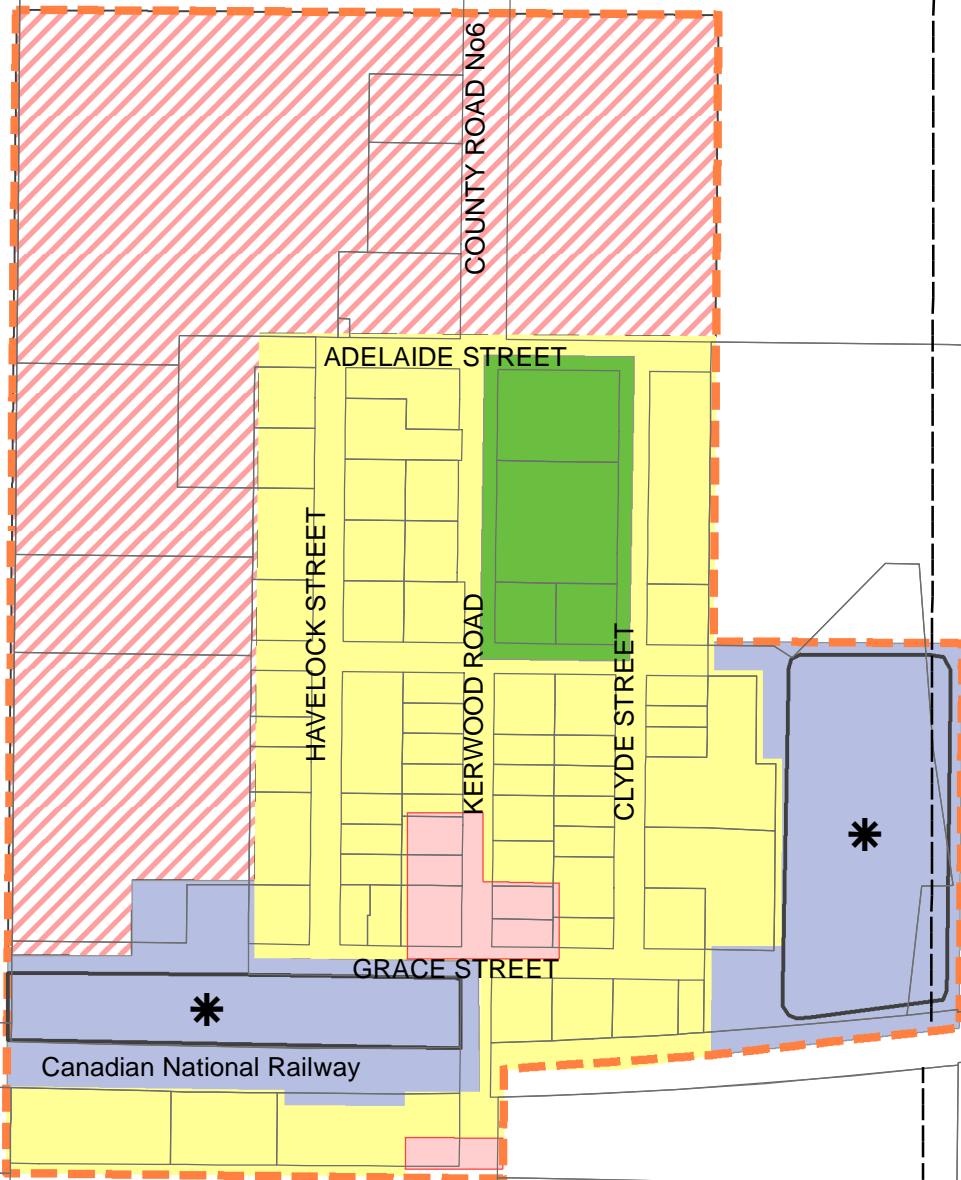 COUNTY ROAD No6
ADELAIDE STREET
HAVELOCK STREET
KERWOOD ROAD
CLYDE STREET
GRACE STREET
Canadian National Railway